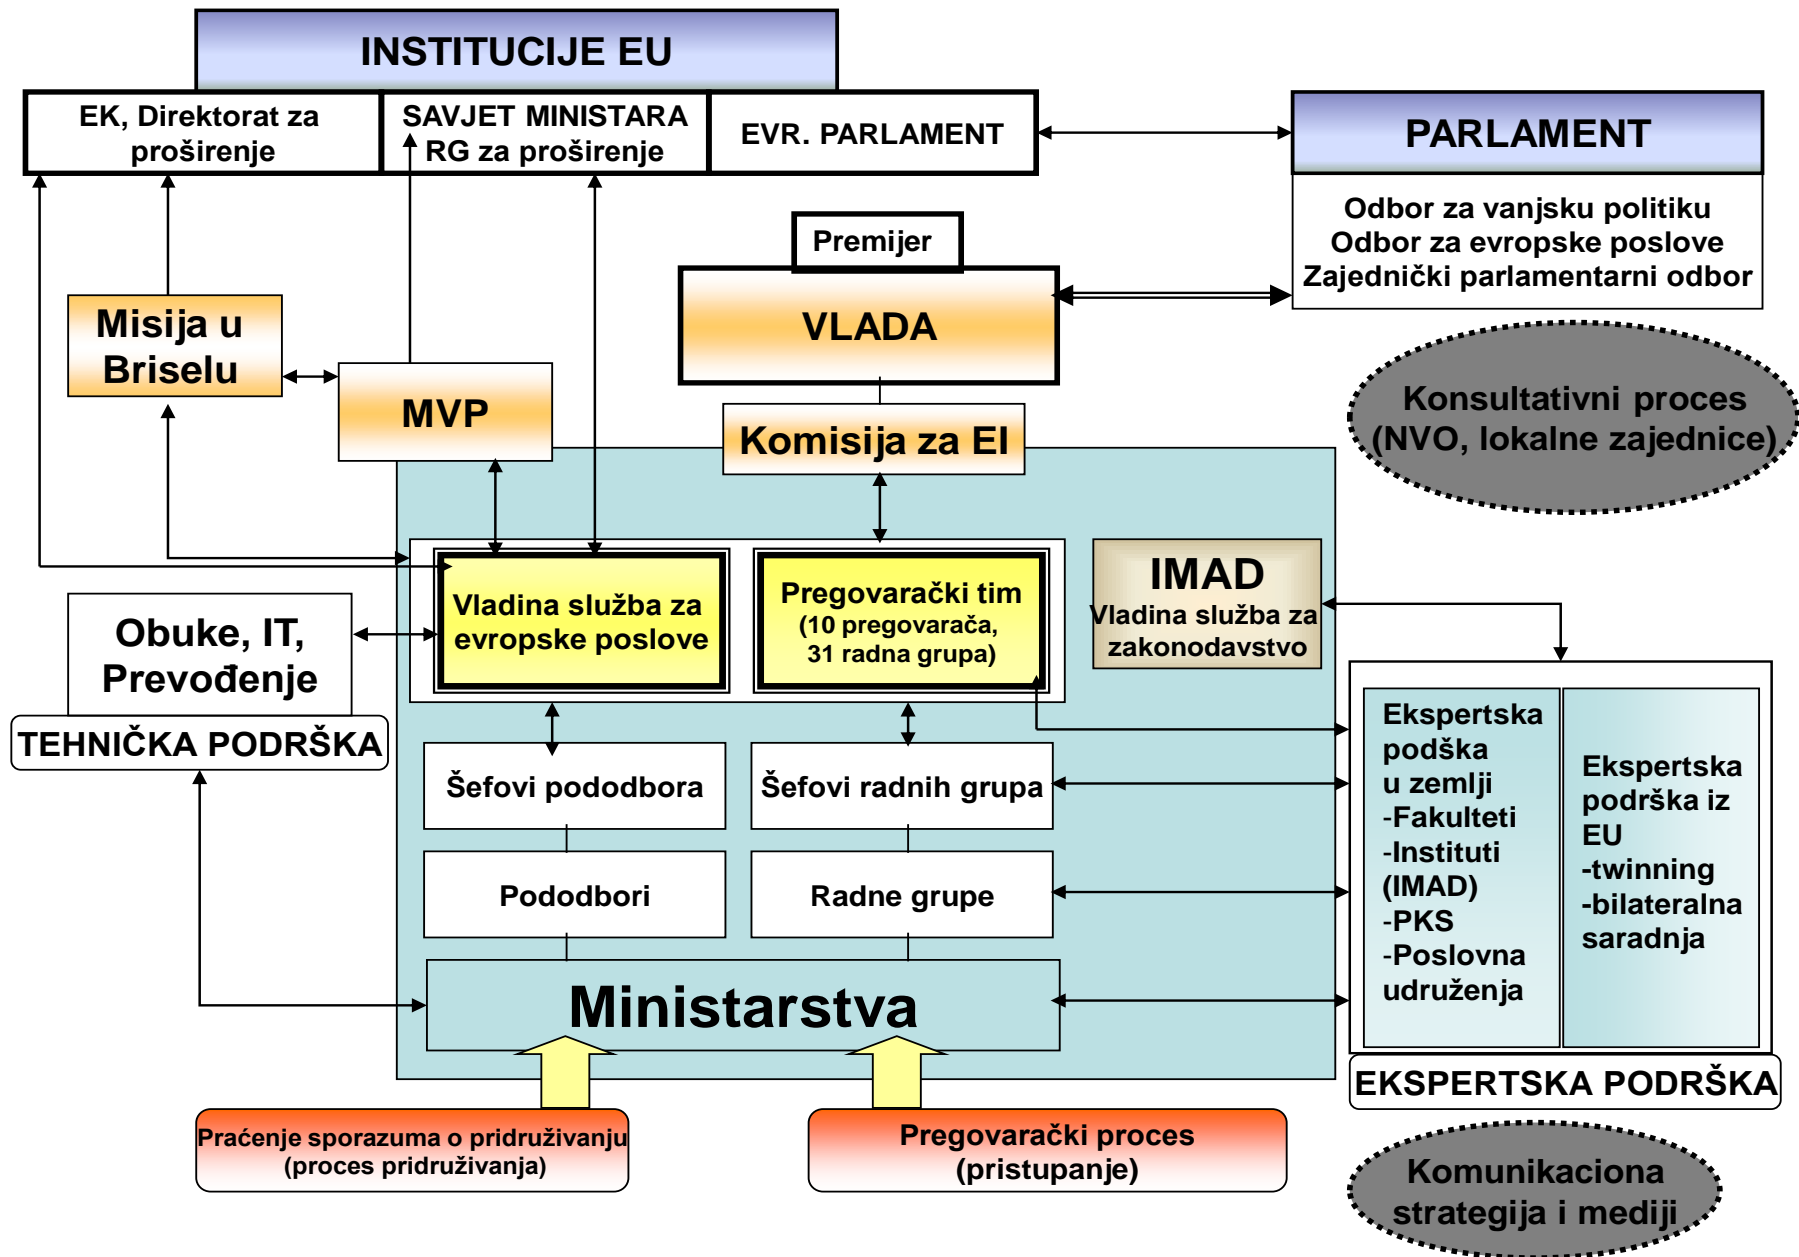 INSTITUCIJE EU
EK, Direktorat za
proširenje
SAVJET MINISTARA
RG za proširenje
EVR. PARLAMENT
PARLAMENT
Odbor za vanjsku politiku
Odbor za evropske poslove
Zajednički parlamentarni odbor
Premijer
VLADA
Misija u
Briselu
MVP
Komisija za EI
Konsultativni proces
(NVO, lokalne zajednice)
Vladina služba za
evropske poslove
Pregovarački tim
(10 pregovarača,
31 radna grupa)
IMAD
Vladina služba za
zakonodavstvo
Obuke, IT,
Prevođenje
TEHNIČKA PODRŠKA
Šefovi pododbora
Šefovi radnih grupa
Pododbori
Radne grupe
Ministarstva
Ekspertska
podška
u zemlji
-Fakulteti
-Instituti
(IMAD)
-PKS
-Poslovna
udruženja
Ekspertska
podrška iz
EU
-twinning
-bilateralna
saradnja
EKSPERTSKA PODRŠKA
Praćenje sporazuma o pridruživanju
(proces pridruživanja)
Pregovarački proces
(pristupanje)
Komunikaciona
strategija i mediji